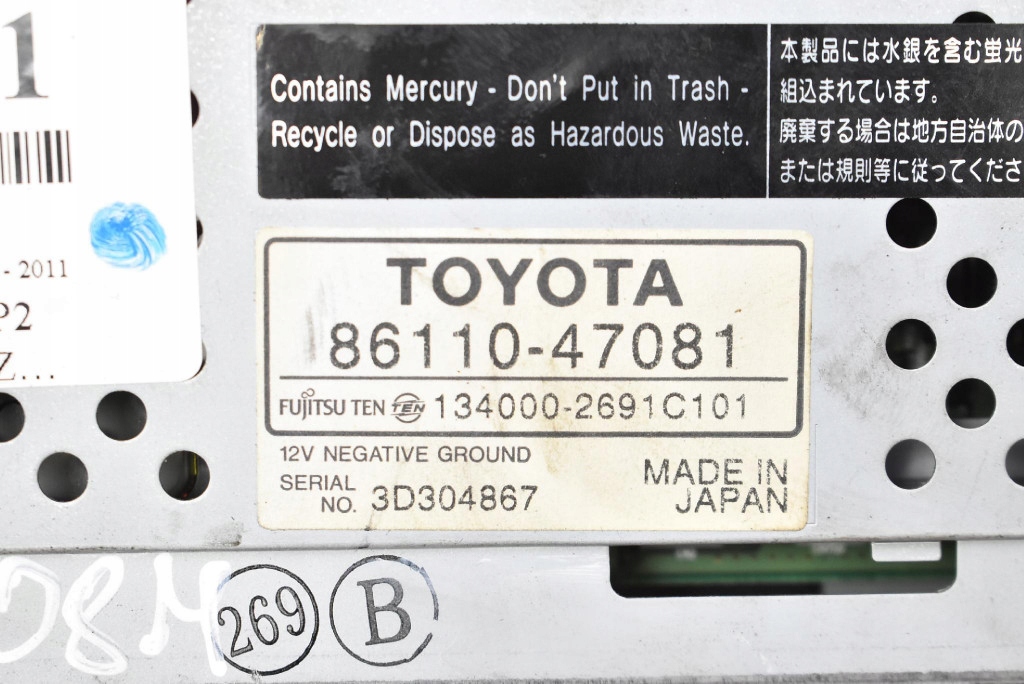 1
- 2011
P2
Z...
Contains Mercury - Don't Put in Trash -
Recycle or Dispose as Hazardous Waste.
本製品には水銀を含む蛍光
組込まれています。
廃棄する場合は地方自治体の
または規則等に従ってくださ
TOYOTA
86110-47081
FUJITSU TEN TEN 134000-2691C101
12V NEGATIVE GROUND
SERIAL
NO. 3D304867
MADE IN
JAPAN
269
B